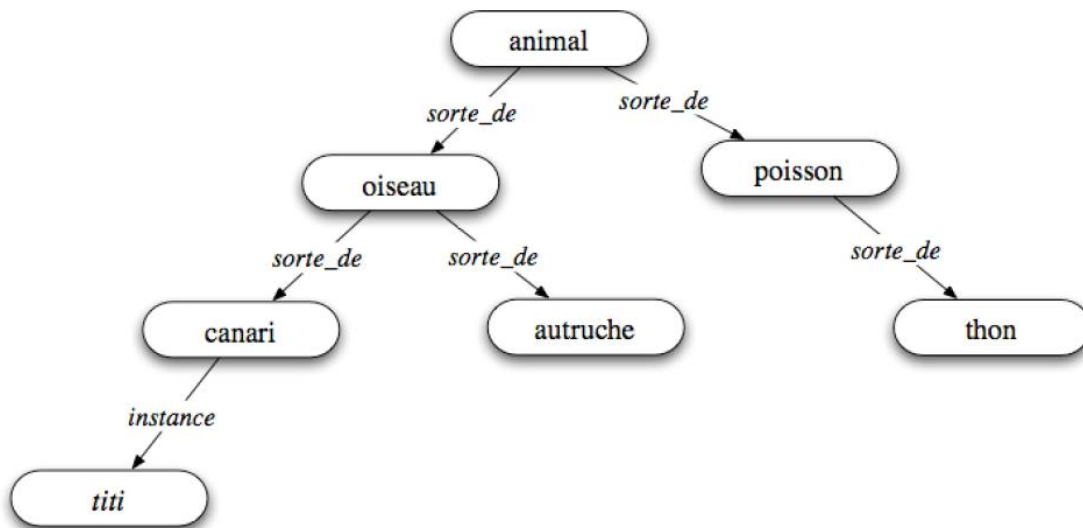 animal
sorte_de
sorte_de
oiseau
poisson
sorte_de
sorte_de
sorte_de
canari
autruche
thon
instance
titi